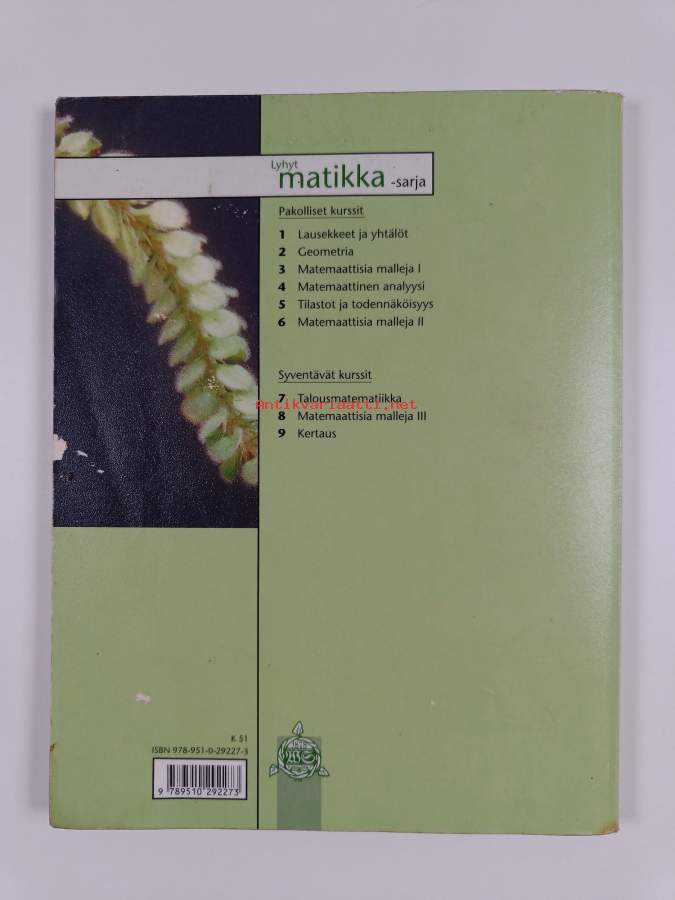 Lyhyt
matikka -sarja
Pakolliset kurssit
1 Lausekkeet ja yhtälöt
2 Geometria
3 Matemaattisia malleja I
4 Matemaattinen analyysi
5 Tilastot ja todennäköisyys
6 Matemaattisia malleja II
Syventävät kurssit
7 Talousmatematiikka
Antikvariaatti.net
8 Matemaattisia malleja III
9 Kertaus
K 51
ISBN 978-951-0-29227-3
9 789510 292273